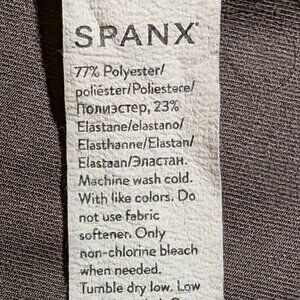 SPANX®
77% Polyester/
poliéster/Poliestere/
Полиэстер, 23%
Elastane/elastano/
Elasthanne/Elastan/
Elastaan/Эластан.
Machine wash cold.
With like colors. Do
not use fabric
softener. Only
non-chlorine bleach
when needed.
Tumble dry low. Low